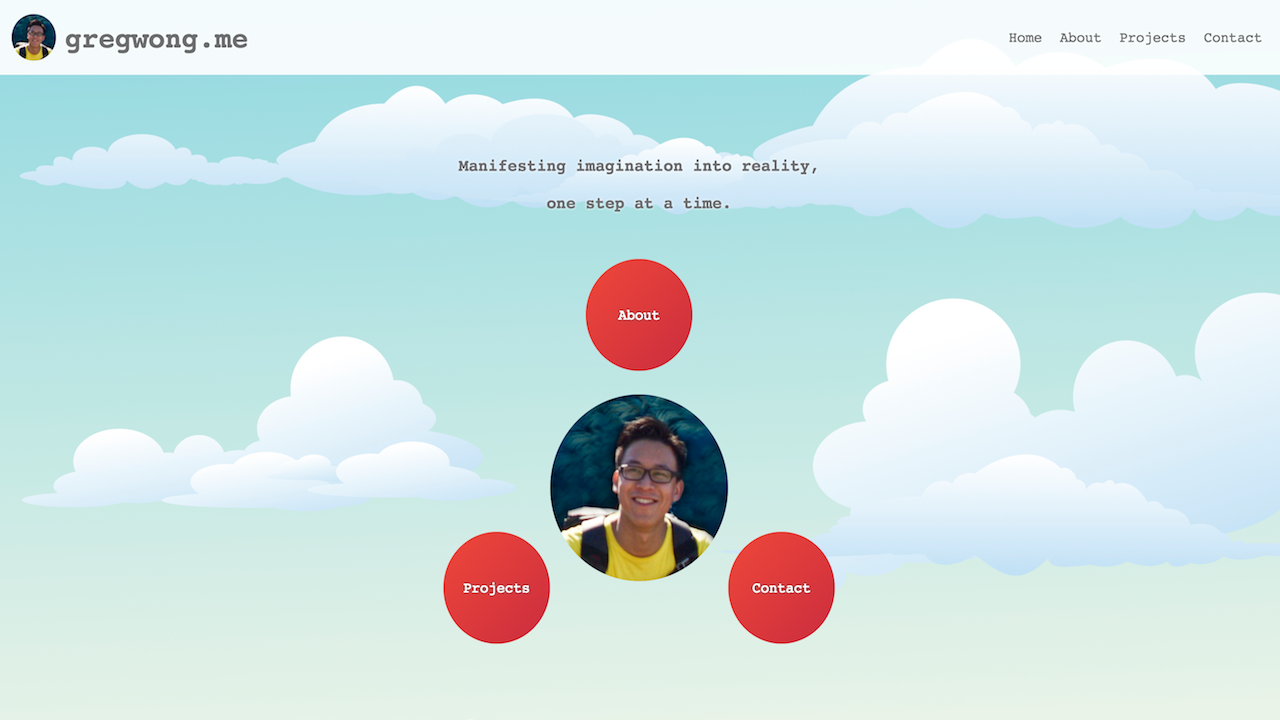 gregwong.me
Home About Projects Contact
Manifesting imagination into reality,
one step at a time.
About
Projects
Contact